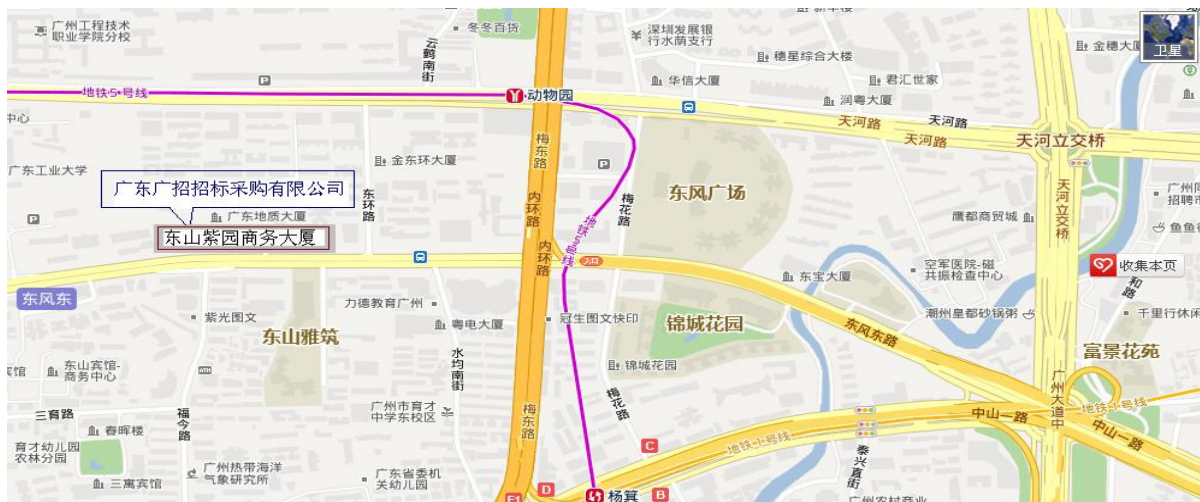 广州工程技术
职业学院分校
云鹤南街
冬冬百货
深圳发展银
行水荫支行
穗星综合大楼
金穗大厦
卫星
华信大厦
君汇世家
润粤大厦
地铁5号线
动物园
中心
天河路
天河路
天河路
天河立交桥
广东工业大学
金东环大厦
梅东路
东环路
广东广招招标采购有限公司
广东地质大厦
东山紫园商务大厦
内环路
内环路
地铁5号线
梅花路
东风广场
鹰都商贸城
天河立交桥
招聘市
鱼鱼
入口
东宝大厦
空军医院-磁
共振检查中心
收集本页
和路
东风东
紫光图文
力德教育广州
粤电大厦
东山雅筑
冠生图文快印
锦城花园
潮州皇都砂锅粥
千里行休闲
东风东路
富景花苑
东山宾馆-
商务中心
宾馆
水均南街
锦城花园
梅花路
广州市育才
中学东校区
梅东路
三育路
福今路
春晖楼
育才幼儿园
农林分园
三寓宾馆
广州热带海洋
气象研究所
广东省委机
关幼儿园
中山一路
中山一路
地铁1号线
地铁1号线
广州大道中
泰兴直街
C
D
B
杨箕
广州农村商业